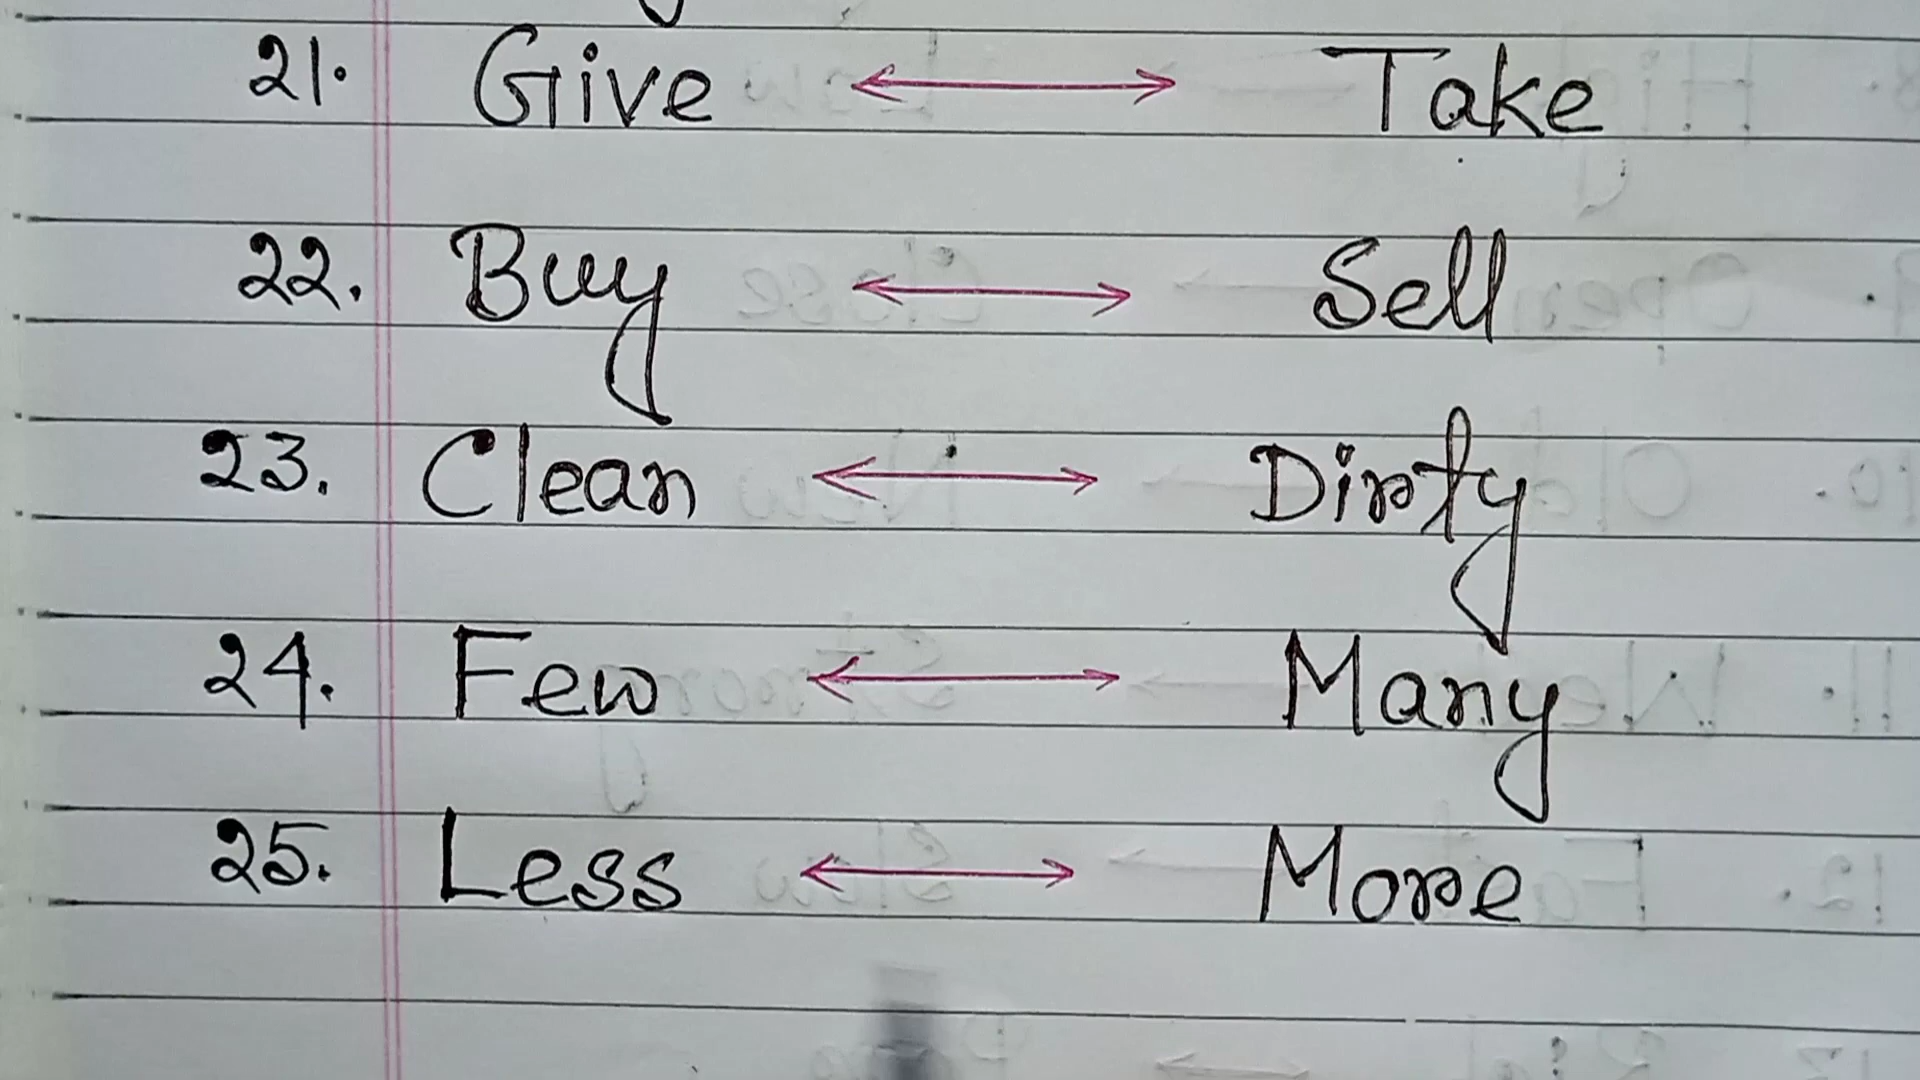 21. Give ⟷ Take
22. Buy ⟷ Sell
23. Clean ⟷ Dirty
24. Few ⟷ Many
25. Less ⟷ More